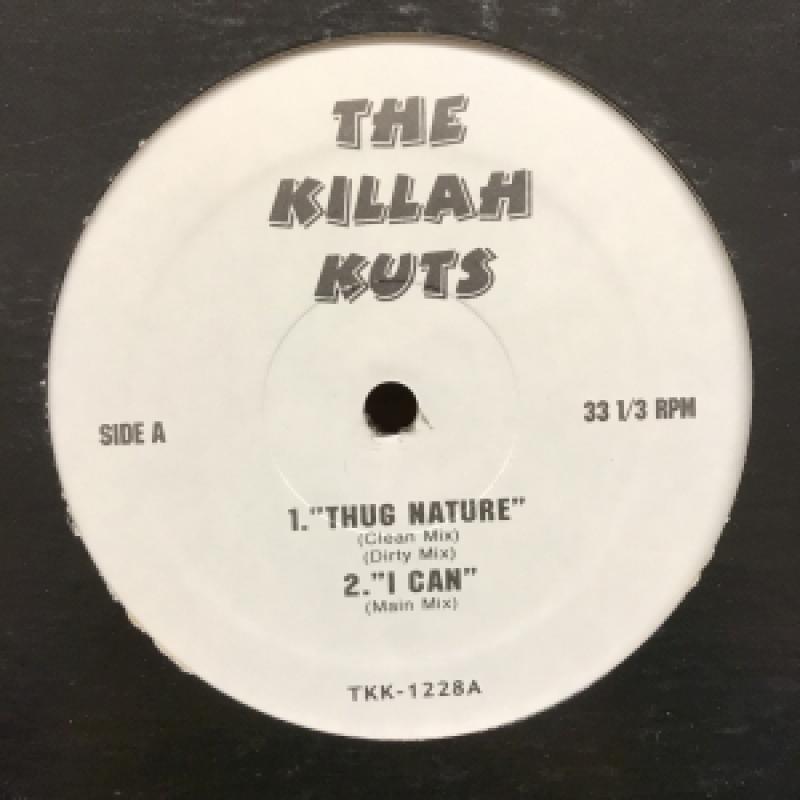 THE
KILLAH
KUTS
SIDE A
33 1/3 RPM
1."THUG NATURE"
(Clean Mix)
(Dirty Mix)
2."I CAN"
(Main Mix)
TKK-1228A